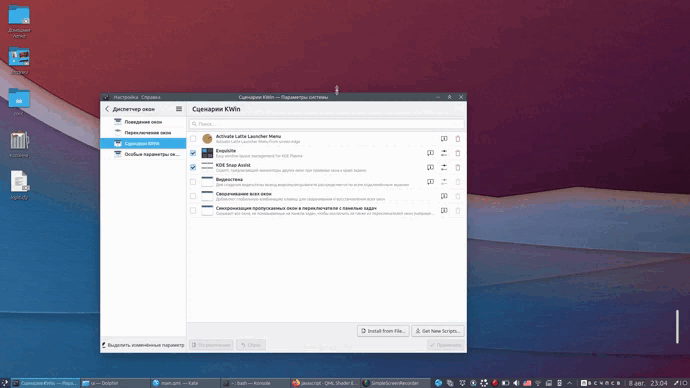 Домашняя
папка
Корзина
Настройка Справка
Сценарии KWin — Параметры системы
Диспетчер окон
Сценарии KWin
Поведение окон
Переключение окон
Сценарии KWin
Особые параметры ок...
Поиск...
Activate Latte Launcher Menu
Activate Latte Launcher Menu from screen edge
Exquisite
Easy window layout management for KDE Plasma
KDE Snap Assist
Видеостена
Сворачивание всех окон
Синхронизация пропускаемых окон в переключателе с панелью задач
Install from File...
Get New Scripts...
Выделить изменённые параметр
По умолчанию
Сброс
Применить
Сценарии KWin — Пара...
— Dolphin
main.qml — Kate
: bash — Konsole
javascript - QML Shader E...
SimpleScreenRecorder
8 авг.
23:04